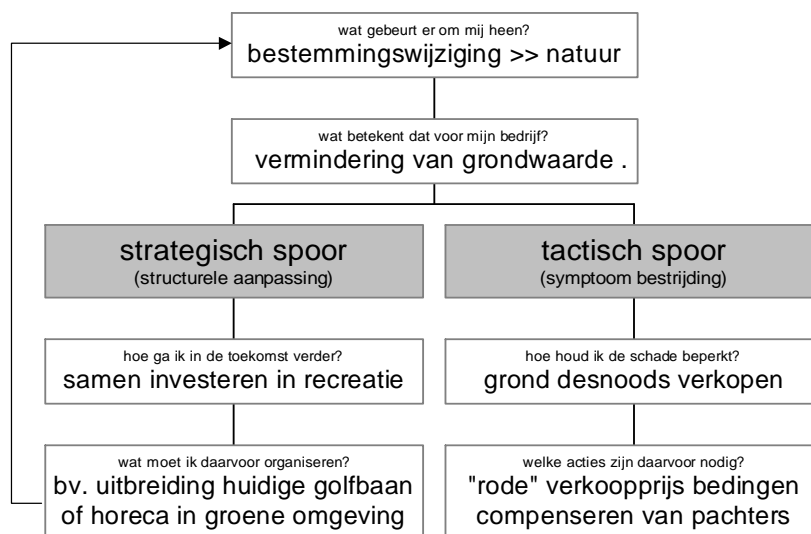 wat gebeurt er om mij heen?
bestemmingswijziging >> natuur
wat betekent dat voor mijn bedrijf?
vermindering van grondwaarde .
strategisch spoor
(structurele aanpassing)
tactisch spoor
(symptoom bestrijding)
hoe ga ik in de toekomst verder?
samen investeren in recreatie
hoe houd ik de schade beperkt?
grond desnoods verkopen
wat moet ik daarvoor organiseren?
bv. uitbreiding huidige golfbaan
of horeca in groene omgeving
welke acties zijn daarvoor nodig?
"rode" verkoopprijs bedingen
compenseren van pachters